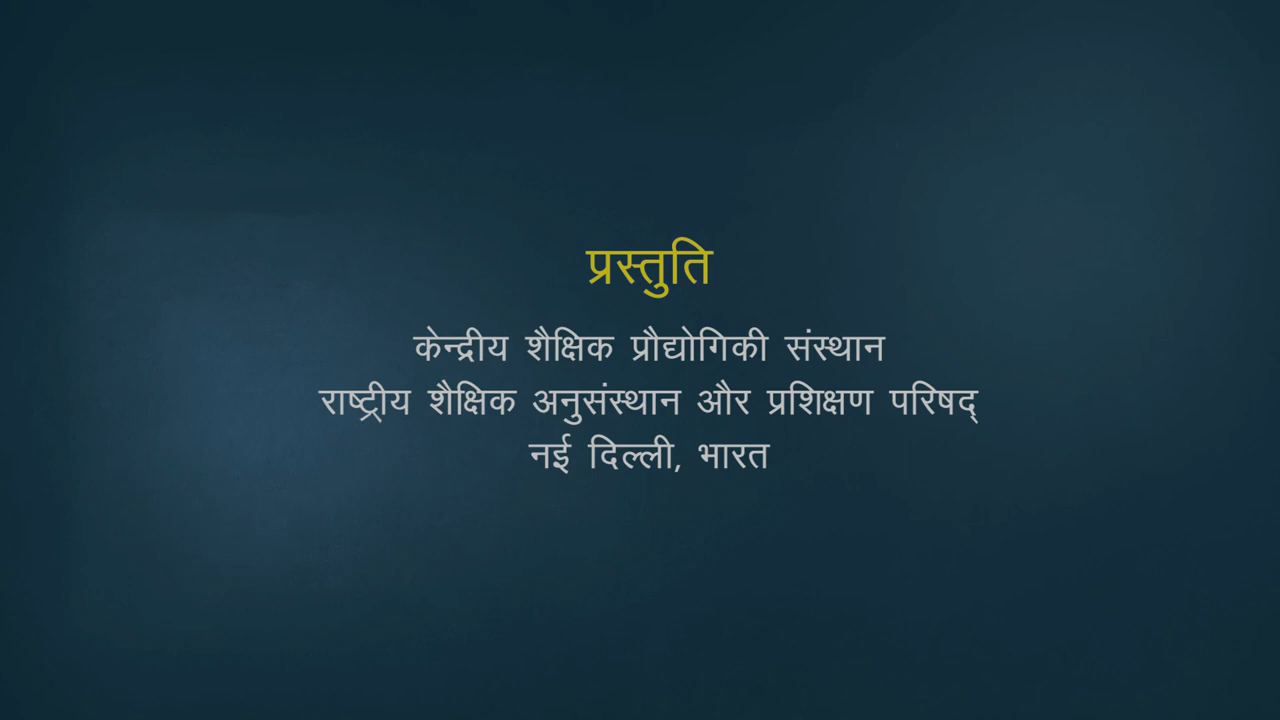 प्रस्तुति
केन्द्रीय शैक्षिक प्रौद्योगिकी संस्थान
राष्ट्रीय शैक्षिक अनुसंस्थान और प्रशिक्षण परिषद्
नई दिल्ली, भारत